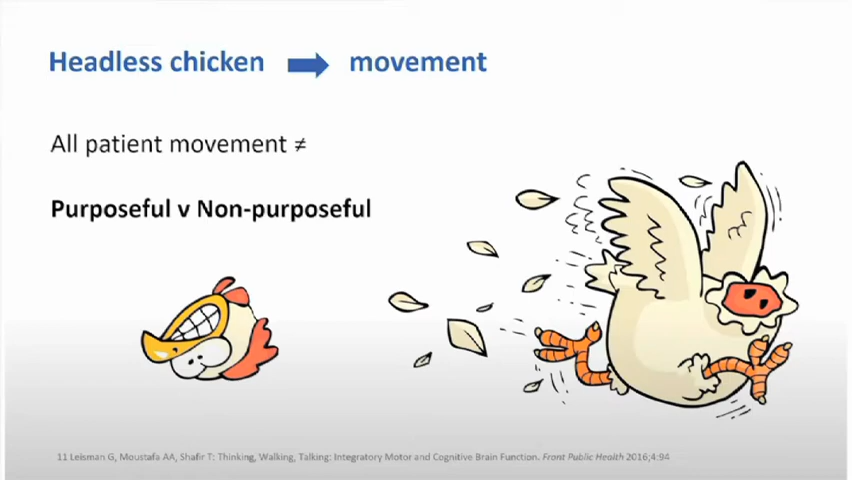 Headless chicken movement
All patient movement ≠
Purposeful v Non-purposeful
11 Leisman G, Moustafa AA, Shafir T: Thinking, Walking, Talking: Integratory Motor and Cognitive Brain Function. Front Public Health 2016;4:94